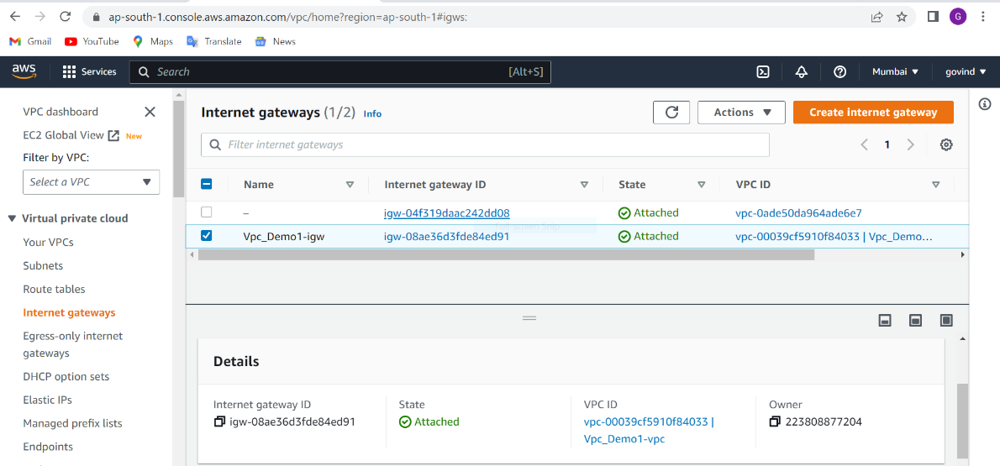 ap-south-1.console.aws.amazon.com/vpc/home?region=ap-south-1#igws:
G
Gmail YouTube Maps Translate News
aws Services Search [Alt+S] Mumbai govind
VPC dashboard
EC2 Global View New
Filter by VPC:
Select a VPC
Virtual private cloud
Your VPCs
Subnets
Route tables
Internet gateways
Egress-only internet
gateways
DHCP option sets
Elastic IPs
Managed prefix lists
Endpoints
Internet gateways (1/2) Info
Actions
Create internet gateway
Filter internet gateways
1
Name Internet gateway ID State VPC ID
– igw-04f319daac242dd08 Attached vpc-0ade50da964ade6e7
Full-screen Snip
Vpc_Demo1-igw igw-08ae36d3fde84ed91 Attached vpc-00039cf5910f84033 | Vpc_Demo…
Details
Internet gateway ID
igw-08ae36d3fde84ed91
State
Attached
VPC ID
vpc-00039cf5910f84033 |
Vpc_Demo1-vpc
Owner
223808877204